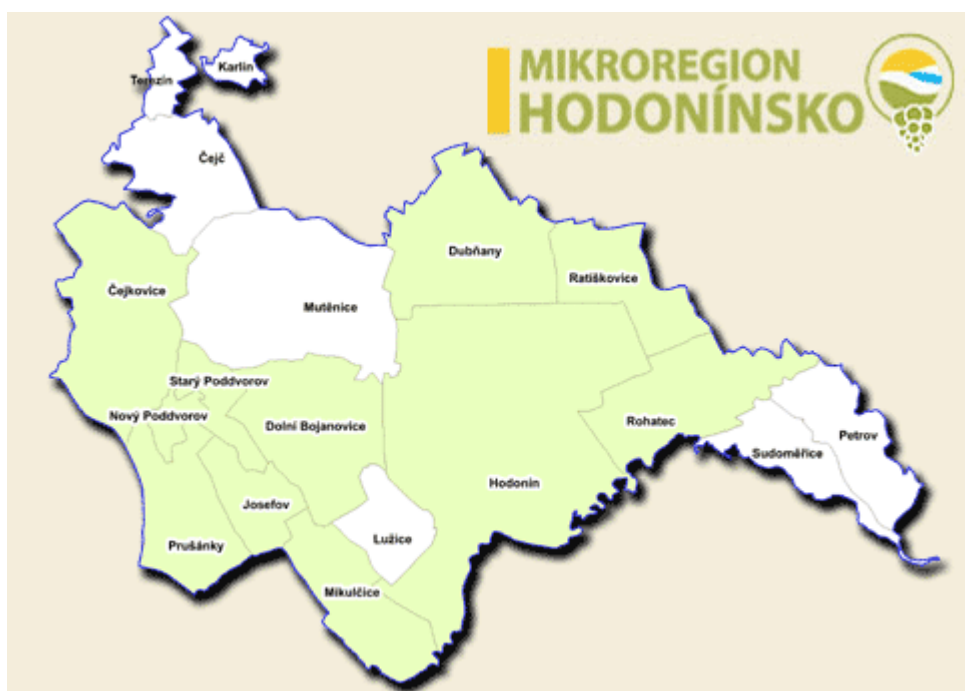 MIKROREGION
HODONÍNSKO
Karlín
Terezín
Čejč
Dubňany
Ratíškovice
Čejkovice
Mutěnice
Starý Poddvorov
Nový Poddvorov
Dolní Bojanovice
Rohatec
Petrov
Sudoměřice
Hodonín
Josefov
Lužice
Prušánky
Mikulčice